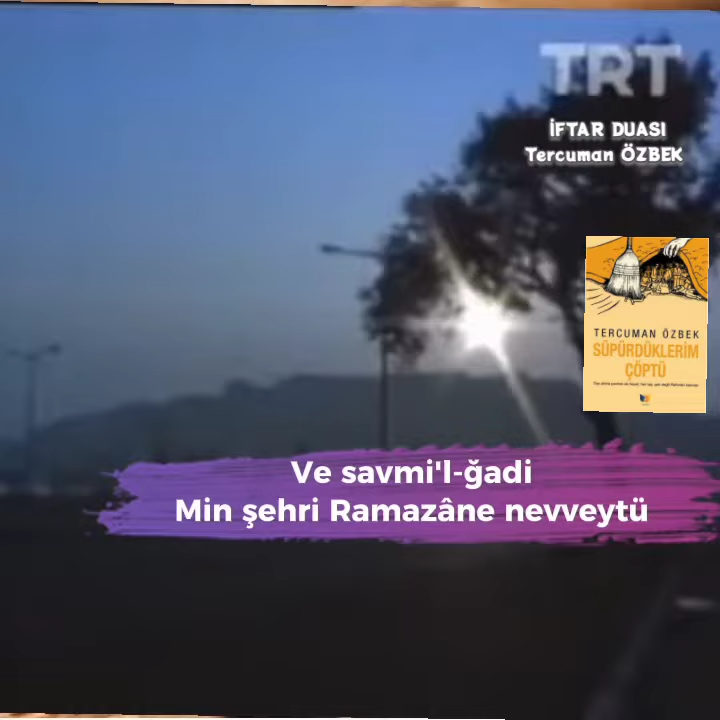 TRT
İFTAR DUASI
Tercuman ÖZBEK
TERCUMAN ÖZBEK
SÜPÜRDÜKLERİM
ÇÖPTÜ
Ve savmi'l-ğadi
Min şehri Ramazâne nevveytü